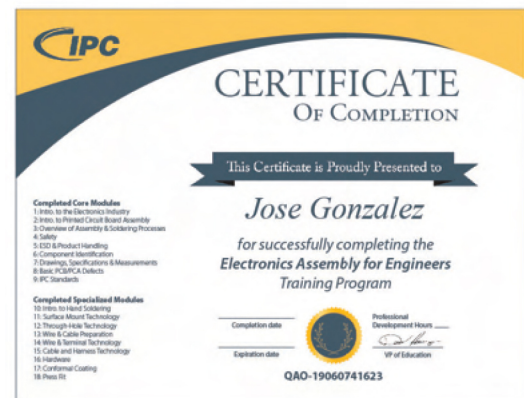 IPC
CERTIFICATE
OF COMPLETION
This Certificate is Proudly Presented to
Jose Gonzalez
for successfully completing the
Electronics Assembly for Engineers
Training Program
Completed Core Modules
1: Intro. to the Electronics Industry
2: Intro. to Printed Circuit Board Assembly
3: Overview of Assembly & Soldering Processes
4: Safety
5: ESD & Product Handling
6: Component Identification
7: Drawings, Specifications & Measurements
8: Basic PCB/PCA Defects
9: IPC Standards
Completed Specialized Modules
10: Intro. to Hand Soldering
11: Surface Mount Technology
12: Through-Hole Technology
13: Wire & Cable Preparation
14: Wire & Terminal Technology
15: Cable and Harness Technology
16: Hardware
17: Conformal Coating
18: Press Fit
Completion date
Expiration date
Professional
Development Hours
VP of Education
QAO-19060741623